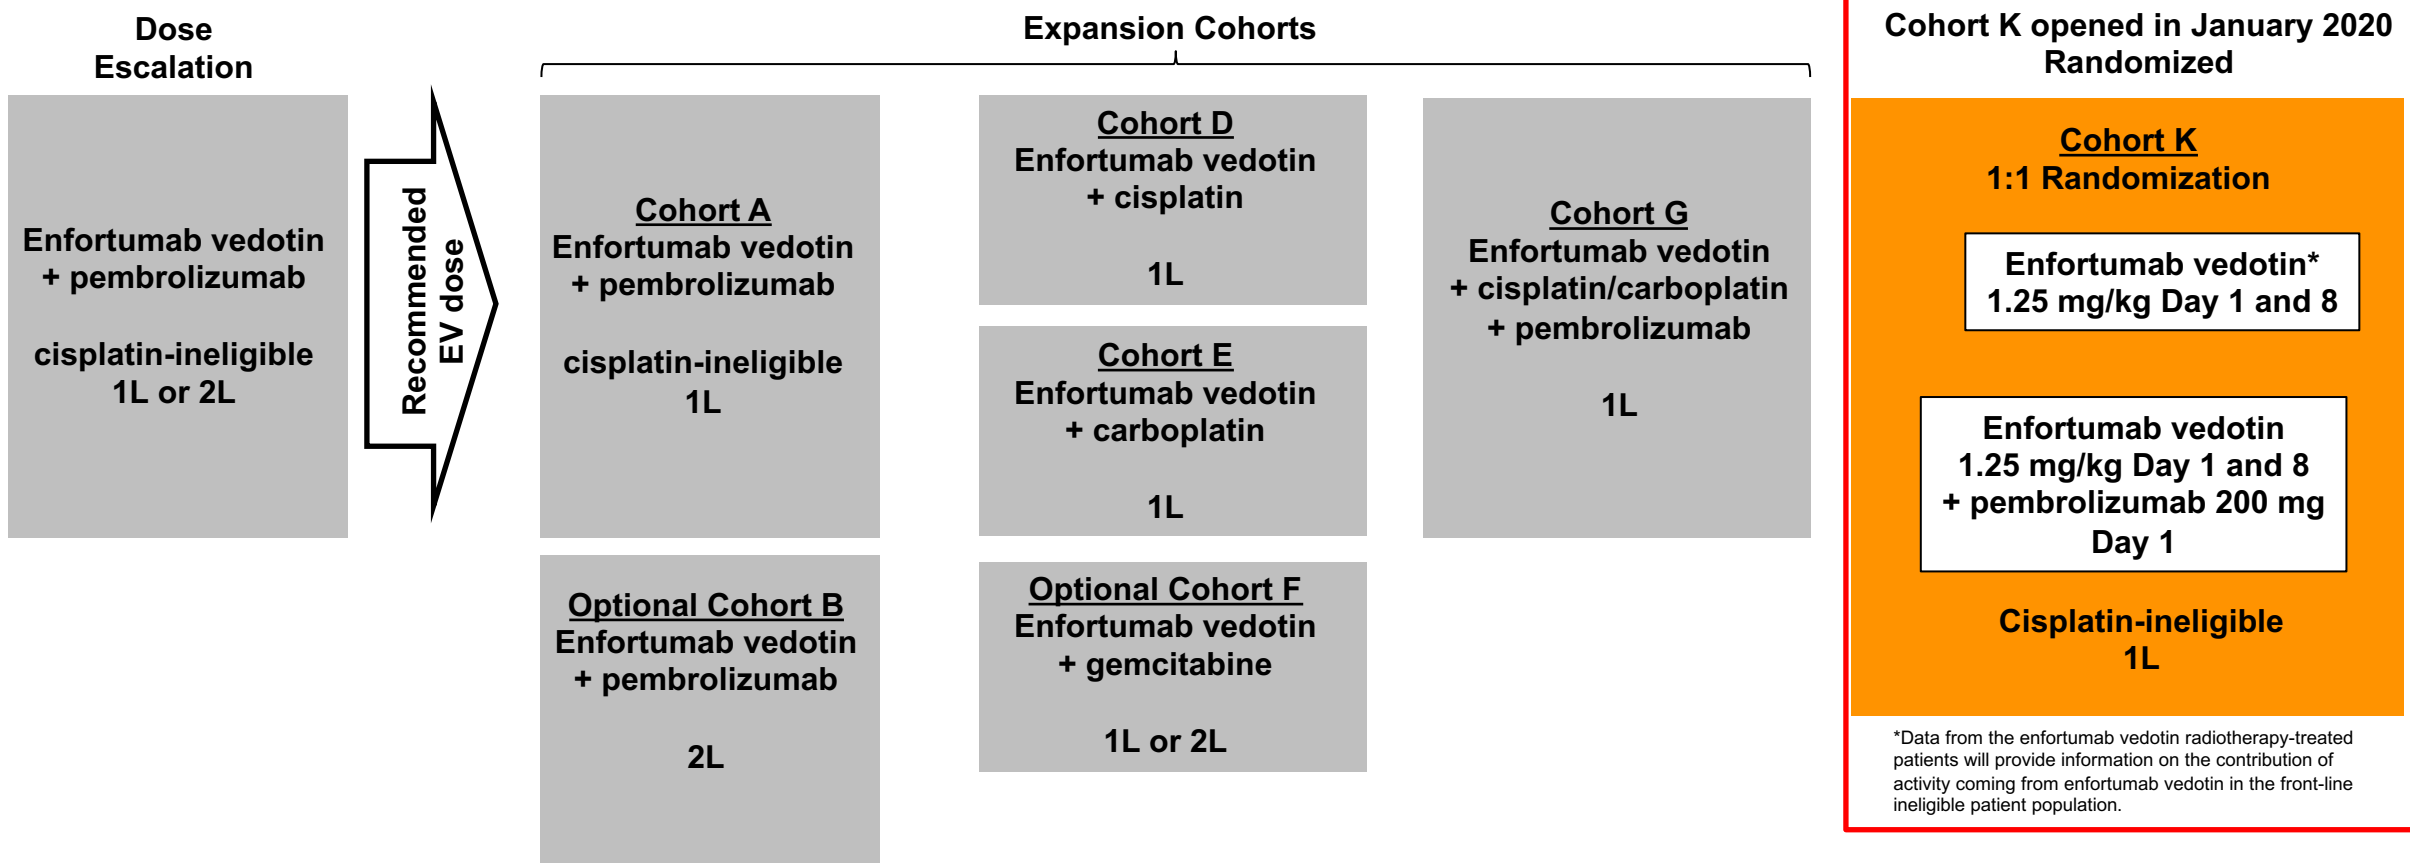 Dose
Escalation
Enfortumab vedotin
+ pembrolizumab
cisplatin-ineligible
1L or 2L
Recommended
EV dose
Expansion Cohorts
Cohort A
Enfortumab vedotin
+ pembrolizumab
cisplatin-ineligible
1L
Optional Cohort B
Enfortumab vedotin
+ pembrolizumab
2L
Cohort D
Enfortumab vedotin
+ cisplatin
1L
Cohort E
Enfortumab vedotin
+ carboplatin
1L
Optional Cohort F
Enfortumab vedotin
+ gemcitabine
1L or 2L
Cohort G
Enfortumab vedotin
+ cisplatin/carboplatin
+ pembrolizumab
1L
Cohort K opened in January 2020
Randomized
Cohort K
1:1 Randomization
Enfortumab vedotin*
1.25 mg/kg Day 1 and 8
Enfortumab vedotin
1.25 mg/kg Day 1 and 8
+ pembrolizumab 200 mg
Day 1
Cisplatin-ineligible
1L
*Data from the enfortumab vedotin radiotherapy-treated
patients will provide information on the contribution of
activity coming from enfortumab vedotin in the front-line
ineligible patient population.